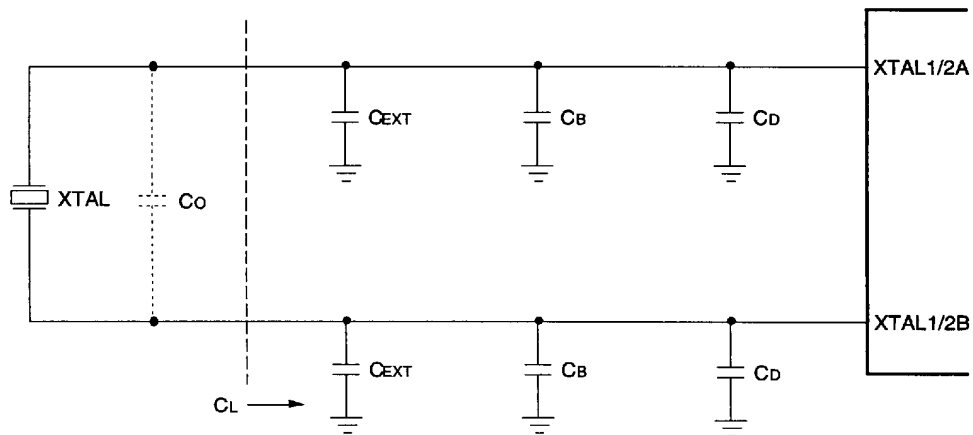 XTAL1/2A
CEXT
CB
CD
XTAL
CO
XTAL1/2B
CEXT
CB
CD
CL